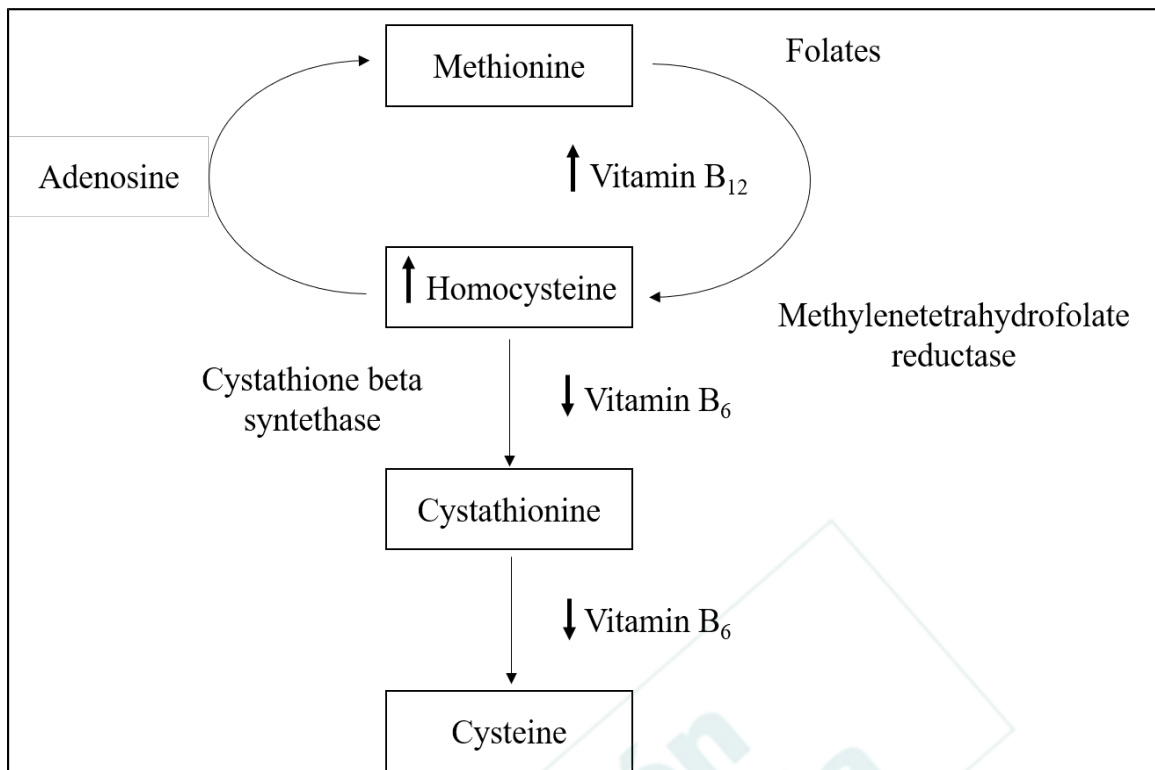 Methionine
Folates
Adenosine
↑ Vitamin B₁₂
↑ Homocysteine
Methylenetetrahydrofolate
reductase
Cystathione beta
syntethase
↓ Vitamin B₆
Cystathionine
↓ Vitamin B₆
Cysteine